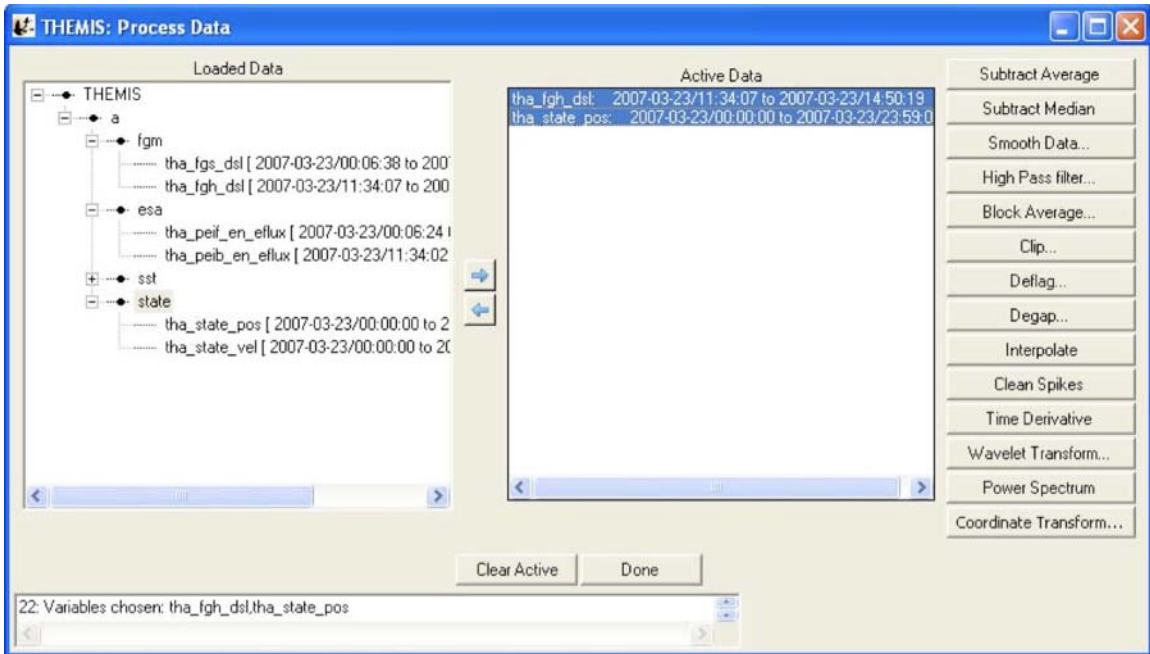 THEMIS: Process Data
Loaded Data
THEMIS
a
fgm
tha_fgs_dsl [ 2007-03-23/00:06:38 to 200
tha_fgh_dsl [ 2007-03-23/11:34:07 to 200
esa
tha_peif_en_eflux [ 2007-03-23/00:06:24
tha_peib_en_eflux [ 2007-03-23/11:34:02
sst
state
tha_state_pos [ 2007-03-23/00:00:00 to 2
tha_state_vel [ 2007-03-23/00:00:00 to 20
Active Data
tha_fgh_dsl: 2007-03-23/11:34:07 to 2007-03-23/14:50:19
tha_state_pos: 2007-03-23/00:00:00 to 2007-03-23/23:59:0
Subtract Average
Subtract Median
Smooth Data...
High Pass filter...
Block Average...
Clip...
Deflag...
Degap...
Interpolate
Clean Spikes
Time Derivative
Wavelet Transform...
Power Spectrum
Coordinate Transform...
Clear Active
Done
22: Variables chosen: tha_fgh_dsl,tha_state_pos